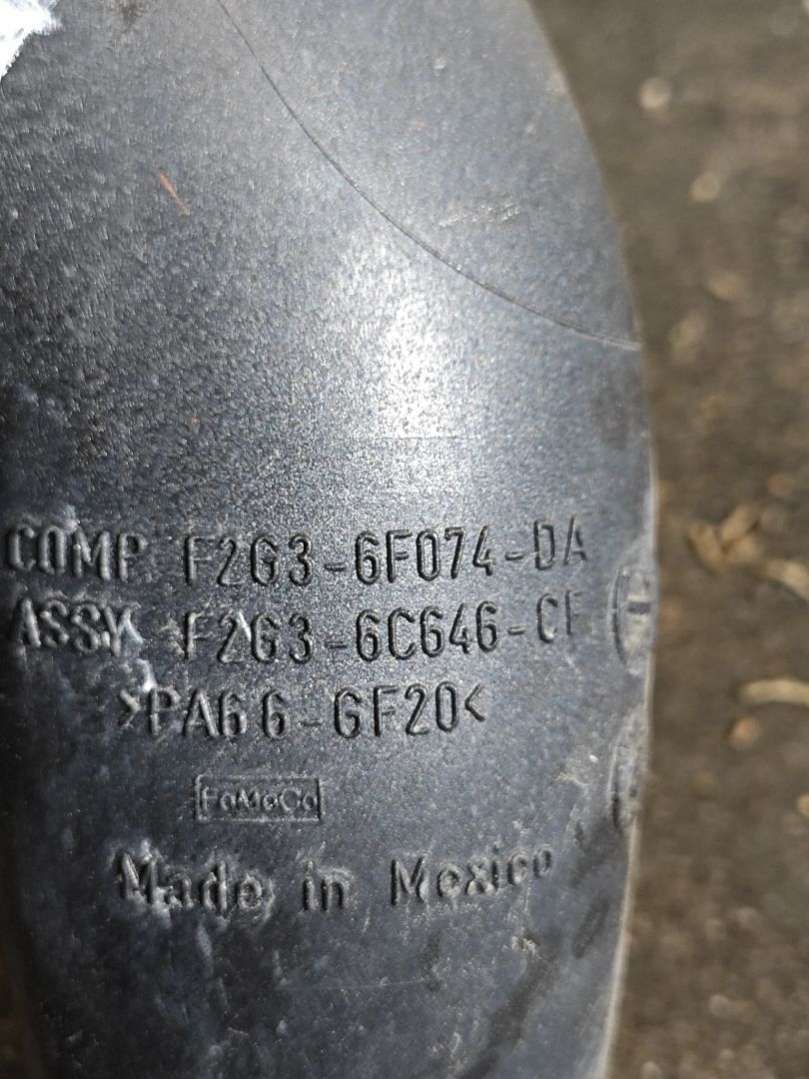 COMP F2G3-6F074-DA
ASSY F2G3-6C646-CF
>PA66-GF20<
FoMoCo
Made in Mexico